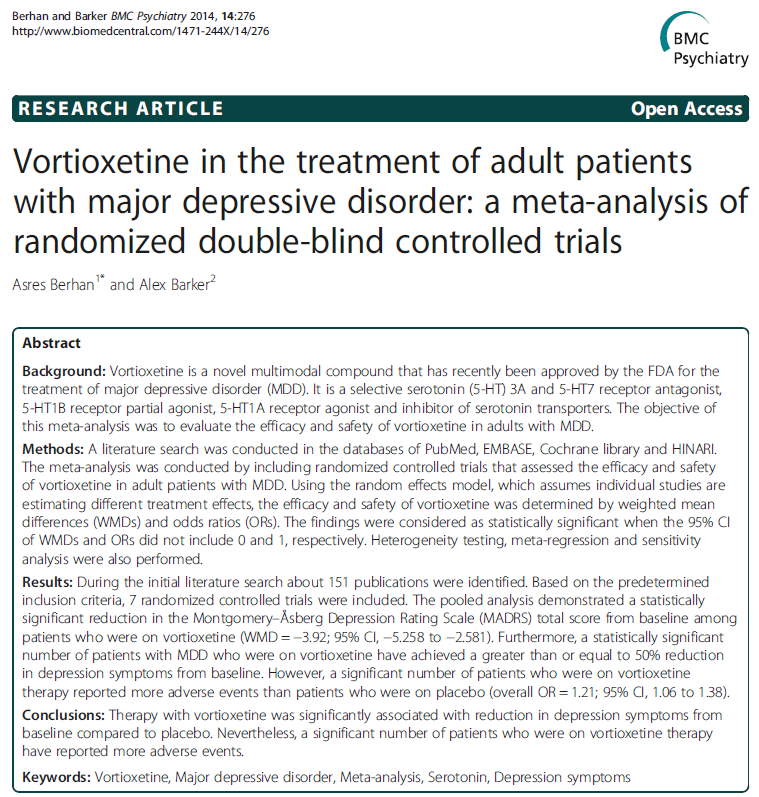 Berhan and Barker BMC Psychiatry 2014, 14:276
http://www.biomedcentral.com/1471-244X/14/276
BMC
Psychiatry
RESEARCH ARTICLE
Open Access
Vortioxetine in the treatment of adult patients
with major depressive disorder: a meta-analysis of
randomized double-blind controlled trials
Asres Berhan1* and Alex Barker2
Abstract
Background: Vortioxetine is a novel multimodal compound that has recently been approved by the FDA for the
treatment of major depressive disorder (MDD). It is a selective serotonin (5-HT) 3A and 5-HT7 receptor antagonist,
5-HT1B receptor partial agonist, 5-HT1A receptor agonist and inhibitor of serotonin transporters. The objective of
this meta-analysis was to evaluate the efficacy and safety of vortioxetine in adults with MDD.
Methods: A literature search was conducted in the databases of PubMed, EMBASE, Cochrane library and HINARI.
The meta-analysis was conducted by including randomized controlled trials that assessed the efficacy and safety
of vortioxetine in adult patients with MDD. Using the random effects model, which assumes individual studies are
estimating different treatment effects, the efficacy and safety of vortioxetine was determined by weighted mean
differences (WMDs) and odds ratios (ORs). The findings were considered as statistically significant when the 95% CI
of WMDs and ORs did not include 0 and 1, respectively. Heterogeneity testing, meta-regression and sensitivity
analysis were also performed.
Results: During the initial literature search about 151 publications were identified. Based on the predetermined
inclusion criteria, 7 randomized controlled trials were included. The pooled analysis demonstrated a statistically
significant reduction in the Montgomery–Åsberg Depression Rating Scale (MADRS) total score from baseline among
patients who were on vortioxetine (WMD = −3.92; 95% CI, −5.258 to −2.581). Furthermore, a statistically significant
number of patients with MDD who were on vortioxetine have achieved a greater than or equal to 50% reduction
in depression symptoms from baseline. However, a significant number of patients who were on vortioxetine
therapy reported more adverse events than patients who were on placebo (overall OR = 1.21; 95% CI, 1.06 to 1.38).
Conclusions: Therapy with vortioxetine was significantly associated with reduction in depression symptoms from
baseline compared to placebo. Nevertheless, a significant number of patients who were on vortioxetine therapy
have reported more adverse events.
Keywords: Vortioxetine, Major depressive disorder, Meta-analysis, Serotonin, Depression symptoms